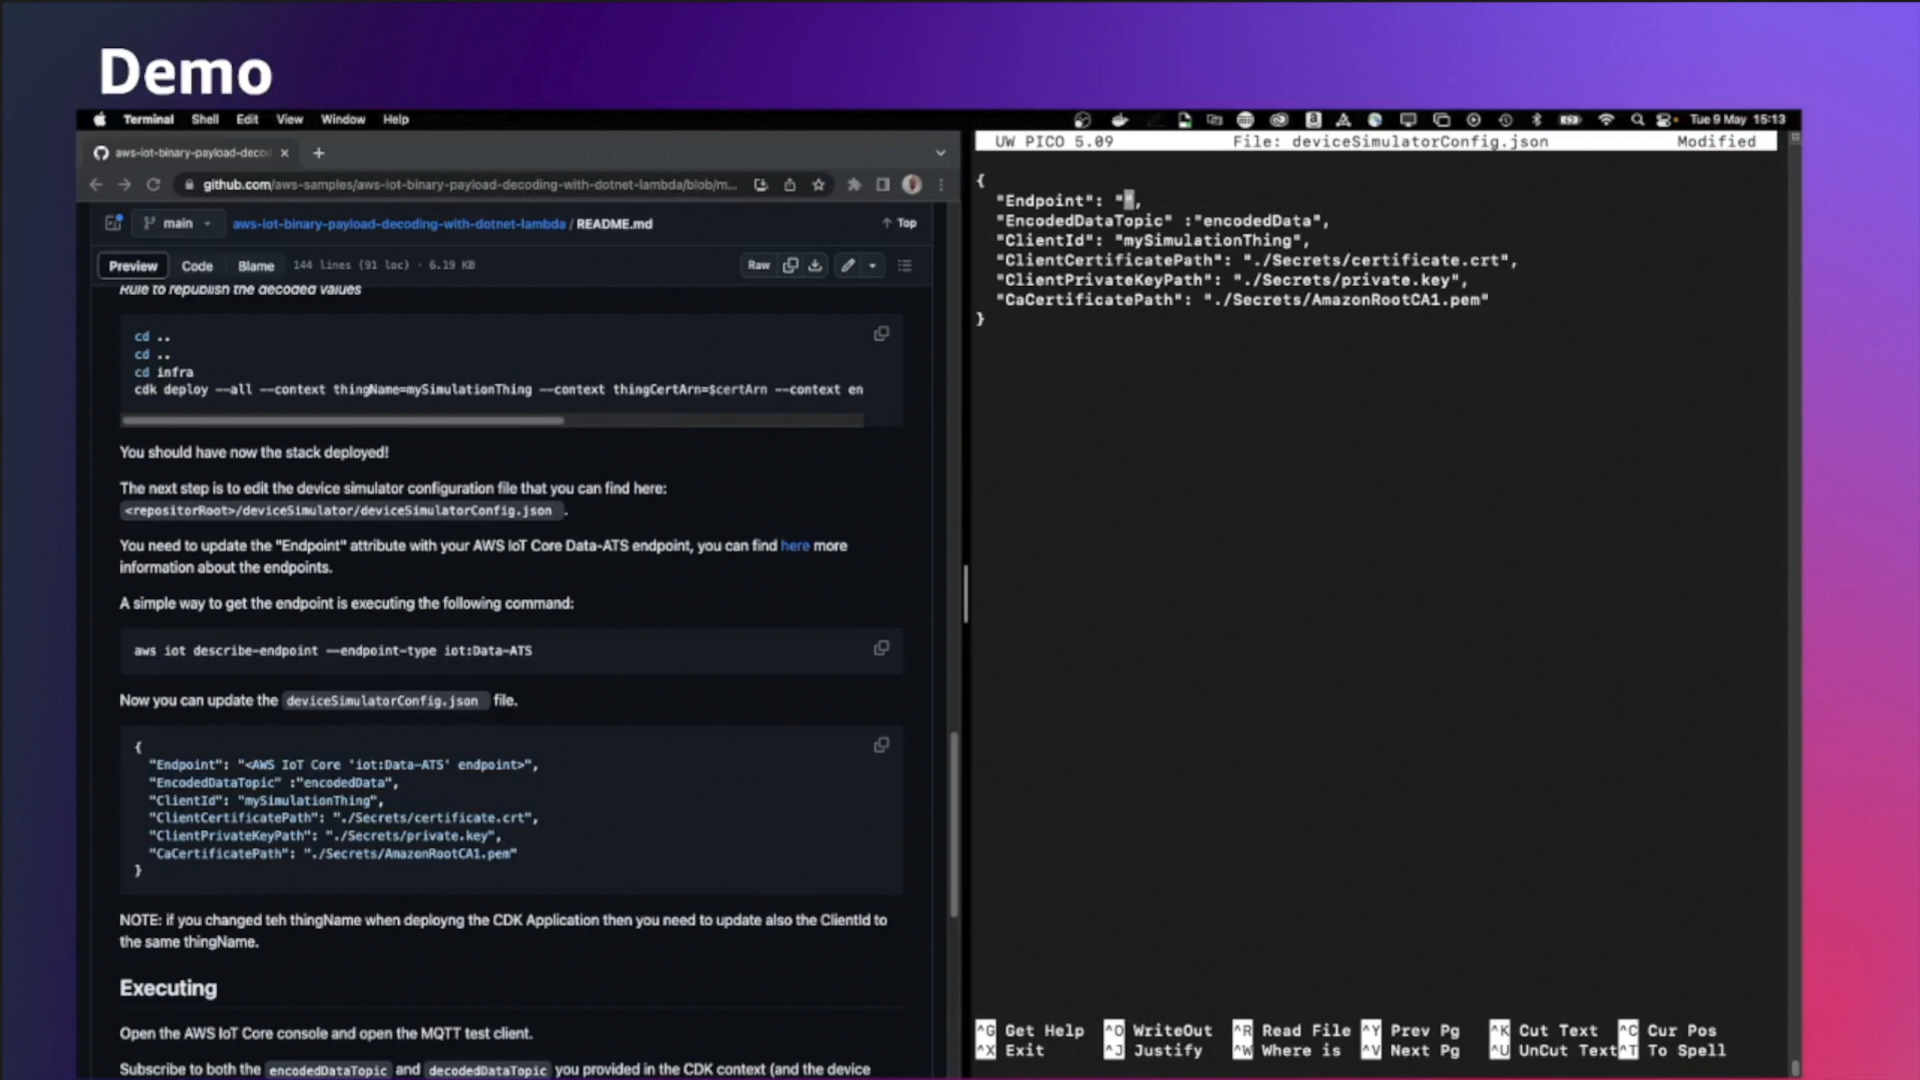 Demo
Terminal Shell Edit View Window Help
Tue 9 May 15:13
aws-iot-binary-payload-deco
github.com/aws-samples/aws-iot-binary-payload-decoding-with-dotnet-lambda/blob/m...
main aws-iot-binary-payload-decoding-with-dotnet-lambda / README.md Top
Preview Code Blame 144 lines (91 loc) · 6.19 KB Raw
Rule to republish the decoded values
cd ..
cd ..
cd infra
cdk deploy --all --context thingName=mySimulationThing --context thingCertArn=$certArn --context en
You should have now the stack deployed!
The next step is to edit the device simulator configuration file that you can find here:
<repositorRoot>/deviceSimulator/deviceSimulatorConfig.json .
You need to update the "Endpoint" attribute with your AWS IoT Core Data-ATS endpoint, you can find here more
information about the endpoints.
A simple way to get the endpoint is executing the following command:
aws iot describe-endpoint --endpoint-type iot:Data-ATS
Now you can update the deviceSimulatorConfig.json file.
{
"Endpoint": "<AWS IoT Core 'iot:Data-ATS' endpoint>",
"EncodedDataTopic" :"encodedData",
"ClientId": "mySimulationThing",
"ClientCertificatePath": "./Secrets/certificate.crt",
"ClientPrivateKeyPath": "./Secrets/private.key",
"CaCertificatePath": "./Secrets/AmazonRootCA1.pem"
}
NOTE: if you changed teh thingName when deployng the CDK Application then you need to update also the ClientId to
the same thingName.
Executing
Open the AWS IoT Core console and open the MQTT test client.
Subscribe to both the encodedDataTopic and decodedDataTopic you provided in the CDK context (and the device
UW PICO 5.09 File: deviceSimulatorConfig.json Modified
{
"Endpoint": "",
"EncodedDataTopic" :"encodedData",
"ClientId": "mySimulationThing",
"ClientCertificatePath": "./Secrets/certificate.crt",
"ClientPrivateKeyPath": "./Secrets/private.key",
"CaCertificatePath": "./Secrets/AmazonRootCA1.pem"
}
^G Get Help ^O WriteOut ^R Read File ^Y Prev Pg ^K Cut Text ^C Cur Pos
^X Exit ^J Justify ^W Where is ^V Next Pg ^U UnCut Text ^T To Spell